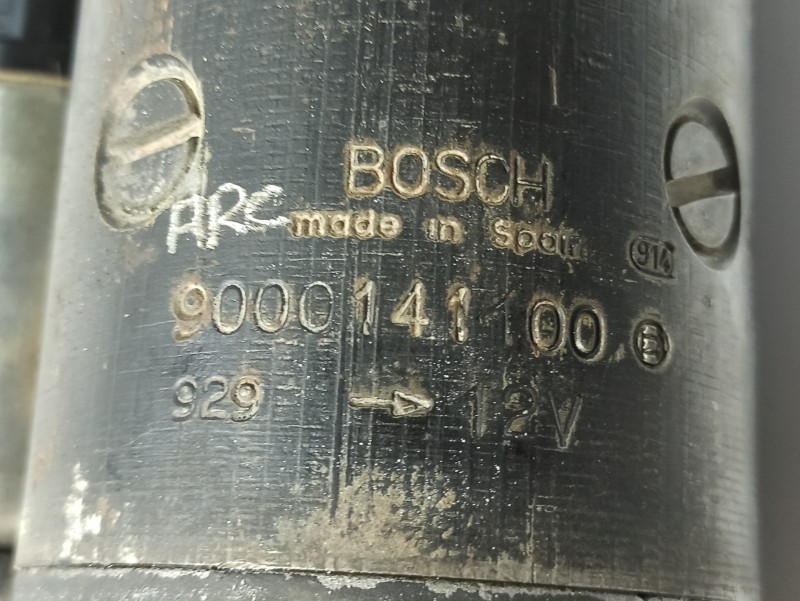 BOSCH
ARC
made in Spain
914
9000141100 E
929 → 12V